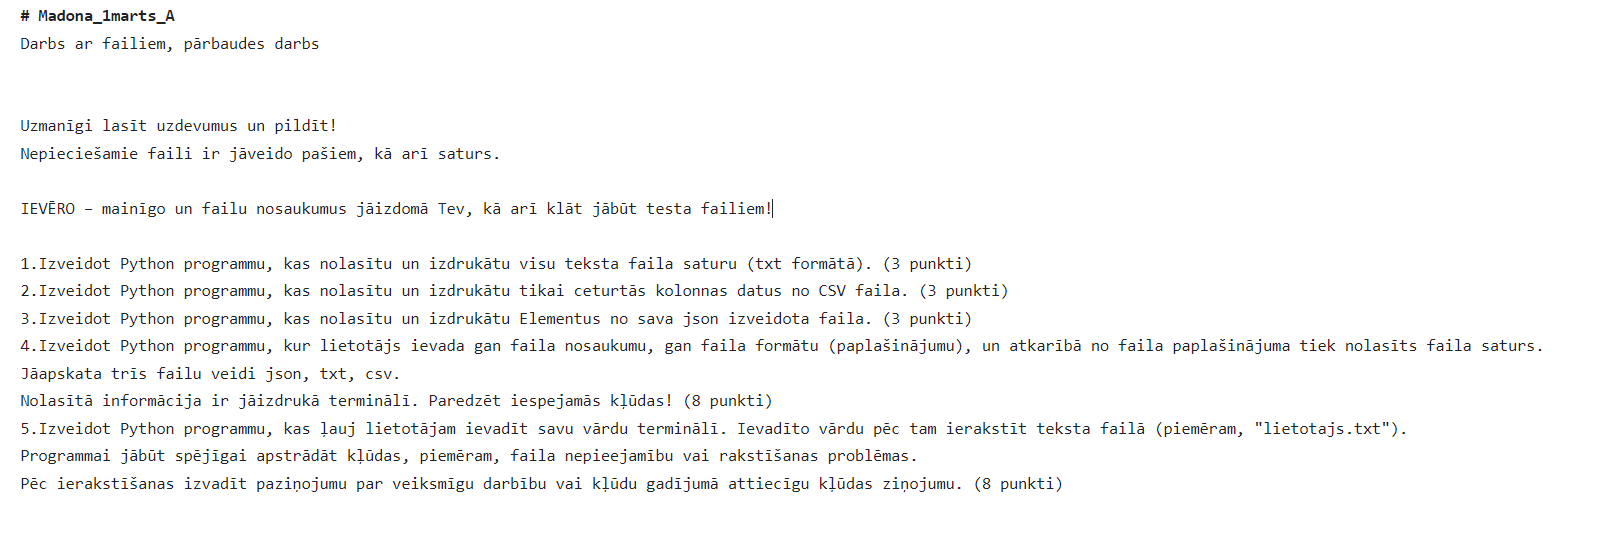 # Madona_1marts_A
Darbs ar failiem, pārbaudes darbs
Uzmanīgi lasīt uzdevumus un pildīt!
Nepieciešamie faili ir jāveido pašiem, kā arī saturs.
IEVĒRO – mainīgo un failu nosaukumus jāizdomā Tev, kā arī klāt jābūt testa failiem!
1.Izveidot Python programmu, kas nolasītu un izdrukātu visu teksta faila saturu (txt formātā). (3 punkti)
2.Izveidot Python programmu, kas nolasītu un izdrukātu tikai ceturtās kolonnas datus no CSV faila. (3 punkti)
3.Izveidot Python programmu, kas nolasītu un izdrukātu Elementus no sava json izveidota faila. (3 punkti)
4.Izveidot Python programmu, kur lietotājs ievada gan faila nosaukumu, gan faila formātu (paplašinājumu), un atkarībā no faila paplašinājuma tiek nolasīts faila saturs.
Jāapskata trīs failu veidi json, txt, csv.
Nolasītā informācija ir jāizdrukā terminālī. Paredzēt iespejamās kļūdas! (8 punkti)
5.Izveidot Python programmu, kas ļauj lietotājam ievadīt savu vārdu terminālī. Ievadīto vārdu pēc tam ierakstīt teksta failā (piemēram, "lietotajs.txt").
Programmai jābūt spējīgai apstrādāt kļūdas, piemēram, faila nepieejamību vai rakstīšanas problēmas.
Pēc ierakstīšanas izvadīt paziņojumu par veiksmīgu darbību vai kļūdu gadījumā attiecīgu kļūdas ziņojumu. (8 punkti)